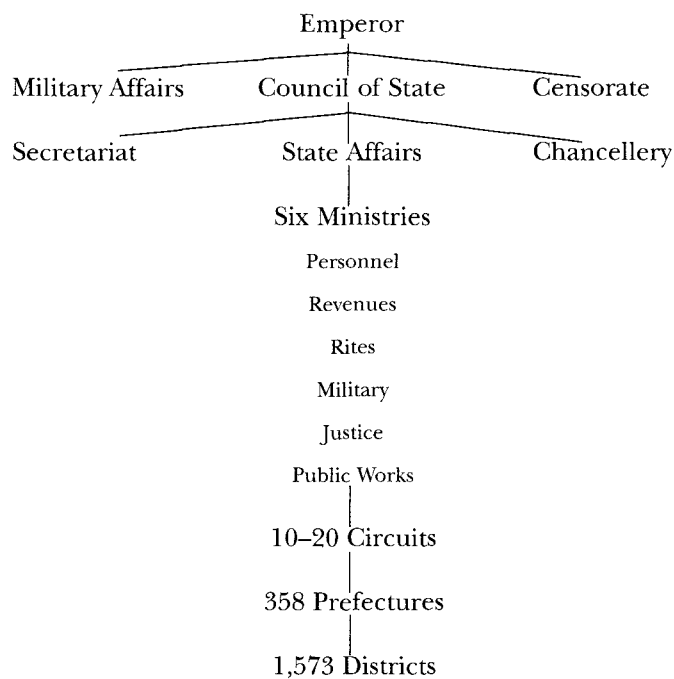 Emperor
Military Affairs Council of State Censorate
Secretariat State Affairs Chancellery
Six Ministries
Personnel
Revenues
Rites
Military
Justice
Public Works
10–20 Circuits
358 Prefectures
1,573 Districts